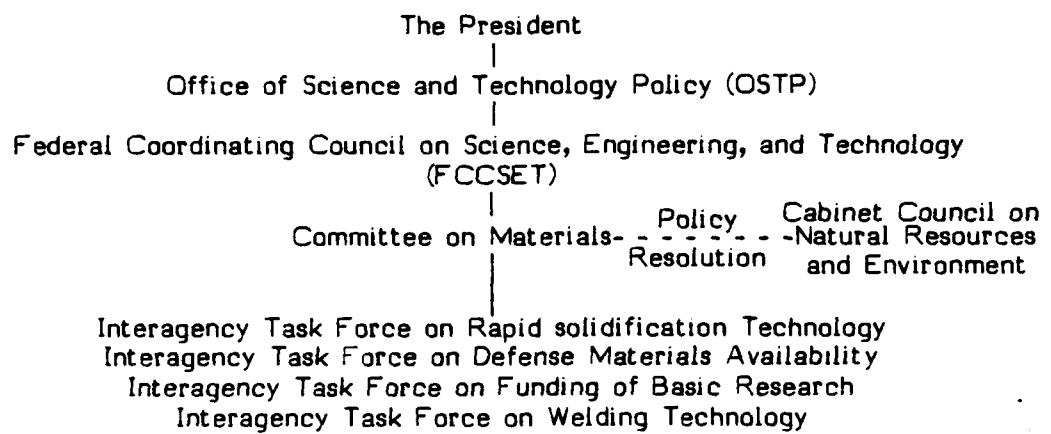 The President
Office of Science and Technology Policy (OSTP)
Federal Coordinating Council on Science, Engineering, and Technology
(FCCSET)
Committee on Materials
Policy
Resolution
Cabinet Council on
Natural Resources
and Environment
Interagency Task Force on Rapid solidification Technology
Interagency Task Force on Defense Materials Availability
Interagency Task Force on Funding of Basic Research
Interagency Task Force on Welding Technology